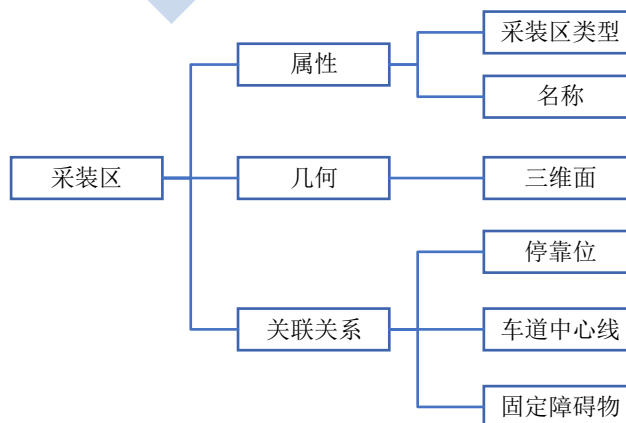 采装区
属性
采装区类型
名称
几何
三维面
关联关系
停靠位
车道中心线
固定障碍物